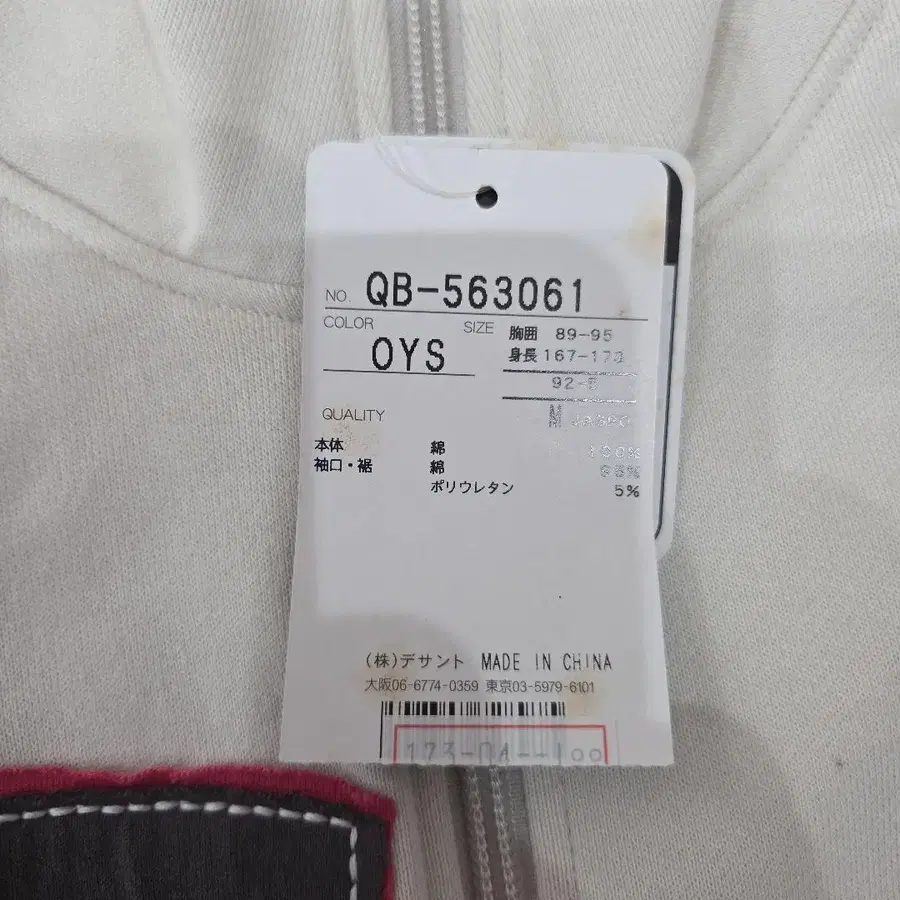 NO. QB-563061
COLOR
OYS
SIZE 胸囲 89-95
身長 167-173
92-
M JASPO
QUALITY
本体 綿 100%
袖口・裾 綿 95%
ポリウレタン 5%
(株)デサント MADE IN CHINA
大阪06-6774-0359 東京03-5979-6101